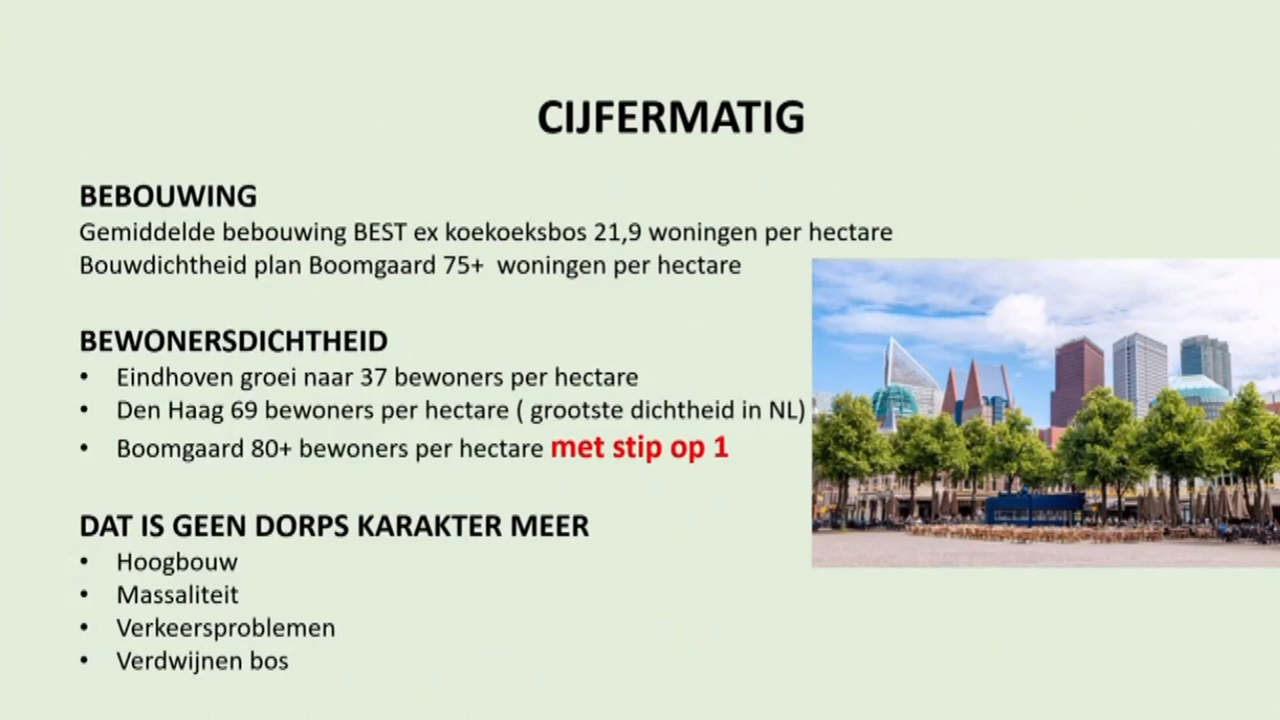 CIJFERMATIG
BEBOUWING
Gemiddelde bebouwing BEST ex koekoeksbos 21,9 woningen per hectare
Bouwdichtheid plan Boomgaard 75+  woningen per hectare
BEWONERSDICHTHEID
• Eindhoven groei naar 37 bewoners per hectare
• Den Haag 69 bewoners per hectare ( grootste dichtheid in NL)
• Boomgaard 80+ bewoners per hectare met stip op 1
DAT IS GEEN DORPS KARAKTER MEER
• Hoogbouw
• Massaliteit
• Verkeersproblemen
• Verdwijnen bos